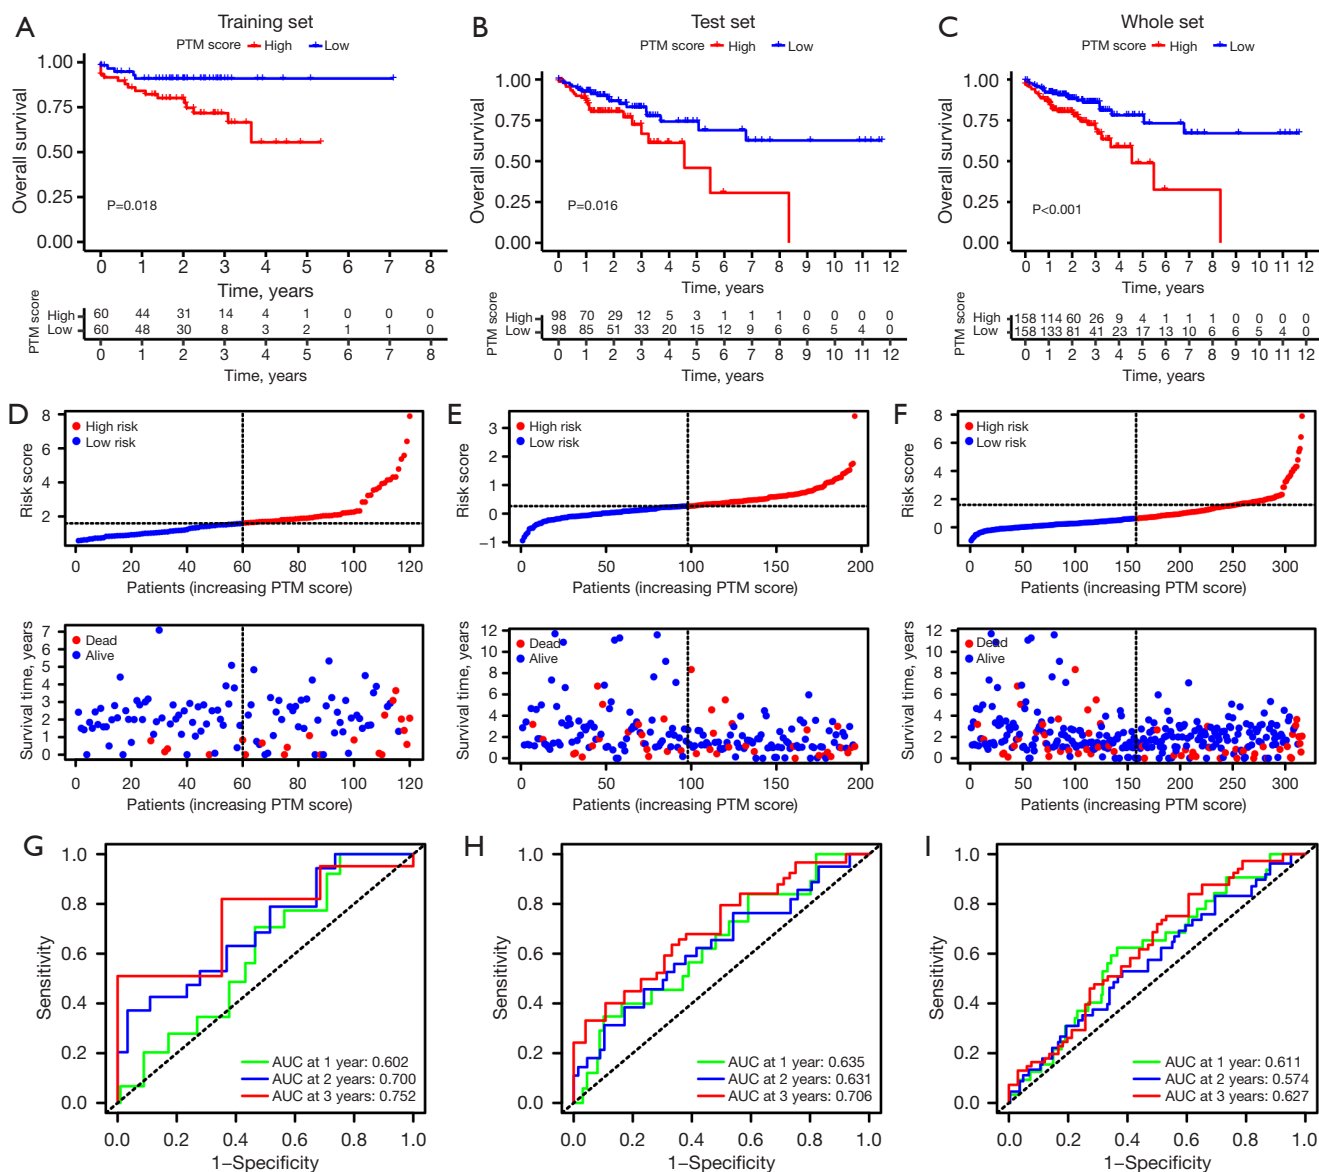 A
Training set
PTM score High Low
Overall survival
1.00
0.75
0.50
0.25
0.00
P=0.018
0 1 2 3 4 5 6 7 8
Time, years
PTM score
High 60 44 31 14 4 1 0 0 0
Low 60 48 30 8 3 2 1 1 0
0 1 2 3 4 5 6 7 8
Time, years
B
Test set
PTM score High Low
Overall survival
1.00
0.75
0.50
0.25
0.00
P=0.016
0 1 2 3 4 5 6 7 8 9 10 11 12
Time, years
PTM score
High 98 70 29 12 5 3 1 1 1 0 0 0 0
Low 98 85 51 33 20 15 12 9 6 6 5 4 0
0 1 2 3 4 5 6 7 8 9 10 11 12
Time, years
C
Whole set
PTM score High Low
Overall survival
1.00
0.75
0.50
0.25
0.00
P<0.001
0 1 2 3 4 5 6 7 8 9 10 11 12
Time, years
PTM score
High 158 114 60 26 9 4 1 1 1 0 0 0 0
Low 158 133 81 41 23 17 13 10 6 6 5 4 0
0 1 2 3 4 5 6 7 8 9 10 11 12
Time, years
D
High risk
Low risk
Risk score
8
6
4
2
0 20 40 60 80 100 120
Patients (increasing PTM score)
Dead
Alive
Survival time, years
7
6
5
4
3
2
1
0
0 20 40 60 80 100 120
Patients (increasing PTM score)
E
High risk
Low risk
Risk score
3
2
1
0
−1
0 50 100 150 200
Patients (increasing PTM score)
Dead
Alive
Survival time, years
12
10
8
6
4
2
0
0 50 100 150 200
Patients (increasing PTM score)
F
High risk
Low risk
Risk score
8
6
4
2
0
0 50 100 150 200 250 300
Patients (increasing PTM score)
Dead
Alive
Survival time, years
12
10
8
6
4
2
0
0 50 100 150 200 250 300
Patients (increasing PTM score)
G
Sensitivity
1.0
0.8
0.6
0.4
0.2
0.0
AUC at 1 year: 0.602
AUC at 2 years: 0.700
AUC at 3 years: 0.752
0.0 0.2 0.4 0.6 0.8 1.0
1−Specificity
H
Sensitivity
1.0
0.8
0.6
0.4
0.2
0.0
AUC at 1 year: 0.635
AUC at 2 years: 0.631
AUC at 3 years: 0.706
0.0 0.2 0.4 0.6 0.8 1.0
1−Specificity
I
Sensitivity
1.0
0.8
0.6
0.4
0.2
0.0
AUC at 1 year: 0.611
AUC at 2 years: 0.574
AUC at 3 years: 0.627
0.0 0.2 0.4 0.6 0.8 1.0
1−Specificity